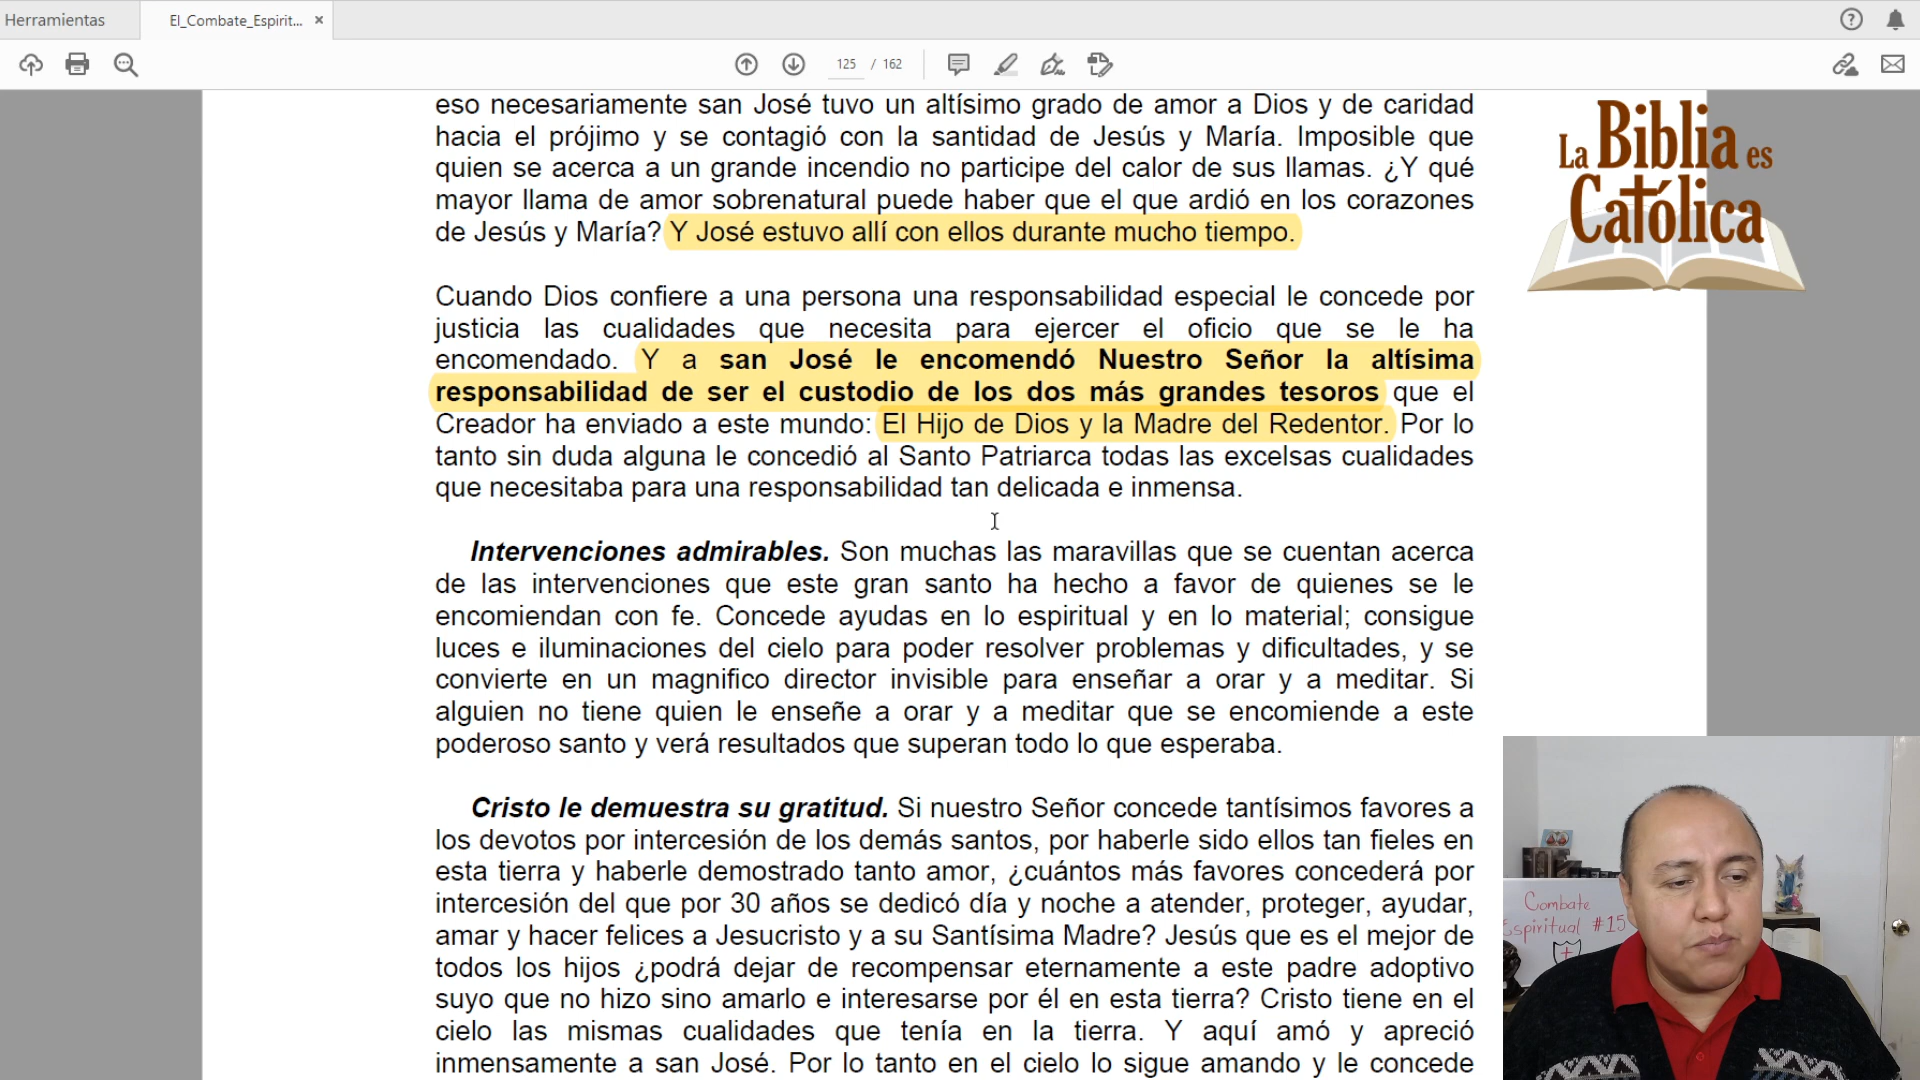 Herramientas
El_Combate_Espirit...
125 / 162
eso necesariamente san José tuvo un altísimo grado de amor a Dios y de caridad
hacia el prójimo y se contagió con la santidad de Jesús y María. Imposible que
quien se acerca a un grande incendio no participe del calor de sus llamas. ¿Y qué
mayor llama de amor sobrenatural puede haber que el que ardió en los corazones
de Jesús y María? Y José estuvo allí con ellos durante mucho tiempo.
La Biblia es
Católica
Cuando Dios confiere a una persona una responsabilidad especial le concede por
justicia las cualidades que necesita para ejercer el oficio que se le ha
encomendado. Y a san José le encomendó Nuestro Señor la altísima
responsabilidad de ser el custodio de los dos más grandes tesoros que el
Creador ha enviado a este mundo: El Hijo de Dios y la Madre del Redentor. Por lo
tanto sin duda alguna le concedió al Santo Patriarca todas las excelsas cualidades
que necesitaba para una responsabilidad tan delicada e inmensa.
Intervenciones admirables. Son muchas las maravillas que se cuentan acerca
de las intervenciones que este gran santo ha hecho a favor de quienes se le
encomiendan con fe. Concede ayudas en lo espiritual y en lo material; consigue
luces e iluminaciones del cielo para poder resolver problemas y dificultades, y se
convierte en un magnifico director invisible para enseñar a orar y a meditar. Si
alguien no tiene quien le enseñe a orar y a meditar que se encomiende a este
poderoso santo y verá resultados que superan todo lo que esperaba.
Cristo le demuestra su gratitud. Si nuestro Señor concede tantísimos favores a
los devotos por intercesión de los demás santos, por haberle sido ellos tan fieles en
esta tierra y haberle demostrado tanto amor, ¿cuántos más favores concederá por
intercesión del que por 30 años se dedicó día y noche a atender, proteger, ayudar,
amar y hacer felices a Jesucristo y a su Santísima Madre? Jesús que es el mejor de
todos los hijos ¿podrá dejar de recompensar eternamente a este padre adoptivo
suyo que no hizo sino amarlo e interesarse por él en esta tierra? Cristo tiene en el
cielo las mismas cualidades que tenía en la tierra. Y aquí amó y apreció
inmensamente a san José. Por lo tanto en el cielo lo sigue amando y le concede
Combate
Espiritual #15